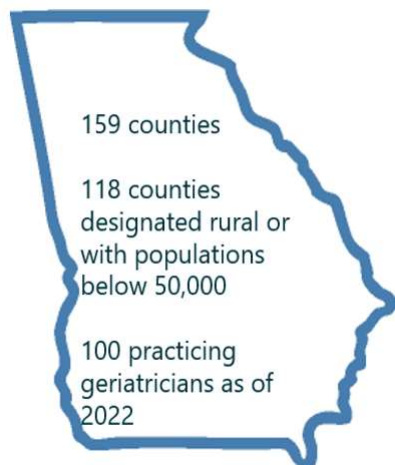 159 counties
118 counties
designated rural or
with populations
below 50,000
100 practicing
geriatricians as of
2022